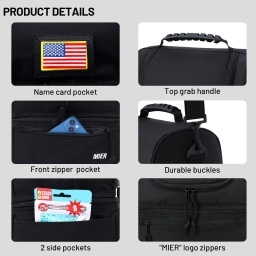 PRODUCT DETAILS
Name card pocket
Top grab handle
MIER
Front zipper pocket
Durable buckles
2 side pockets
"MIER" logo zippers